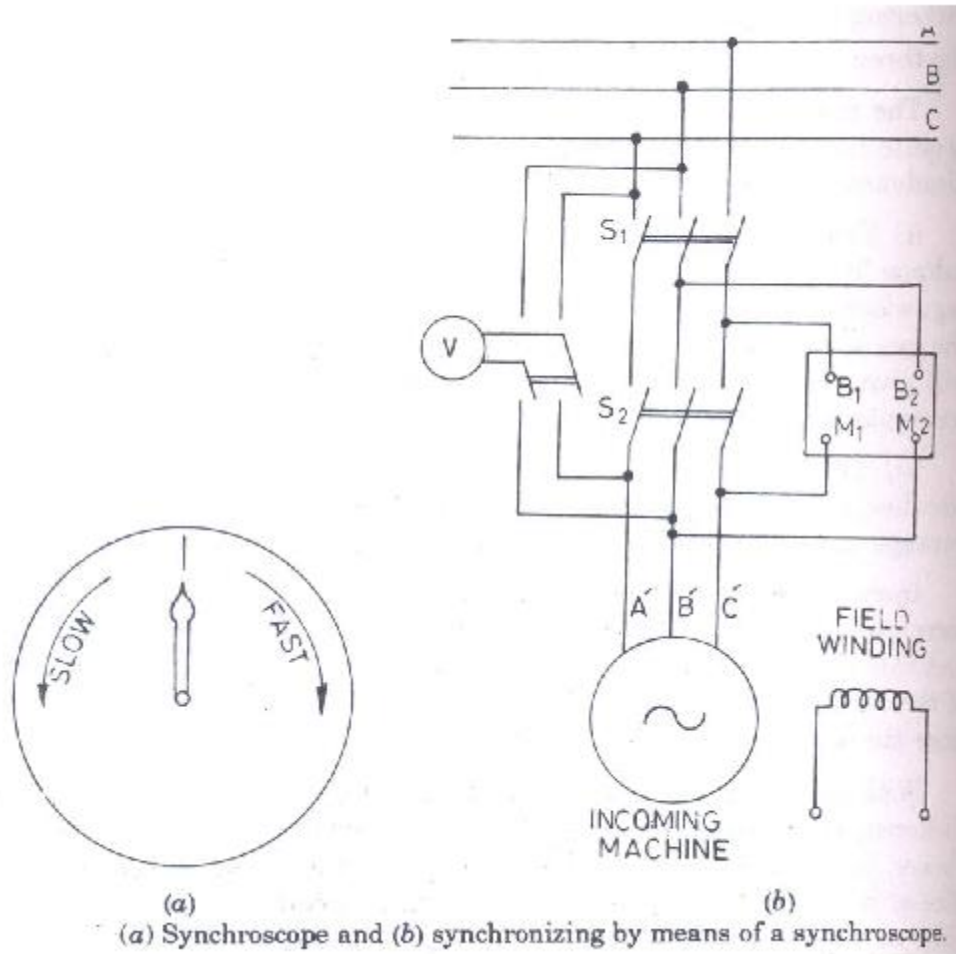 A
B
C
S₁
V
B₁ B₂
S₂
M₁ M2
A′ B′ C′
SLOW
FAST
FIELD
WINDING
INCOMING
MACHINE
(a)
(b)
(a) Synchroscope and (b) synchronizing by means of a synchroscope.